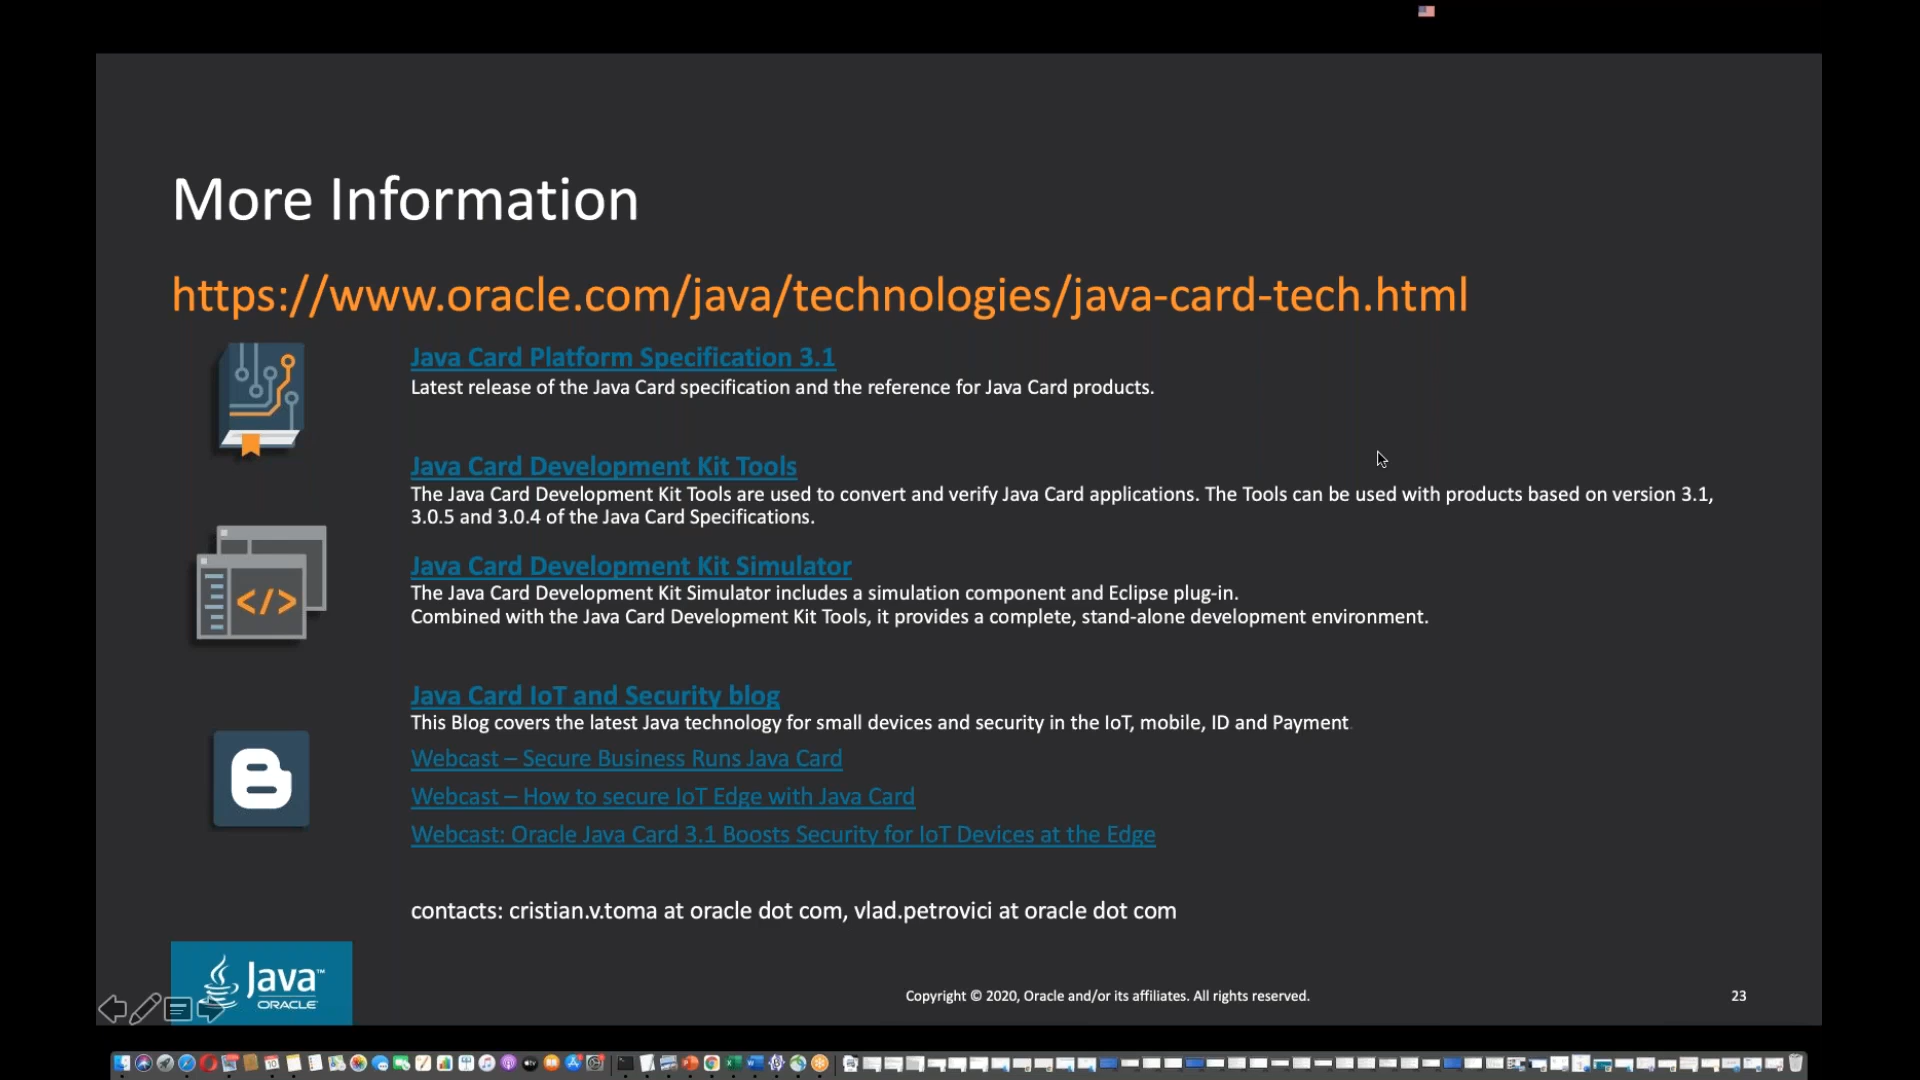 More Information
https://www.oracle.com/java/technologies/java-card-tech.html
Java Card Platform Specification 3.1
Latest release of the Java Card specification and the reference for Java Card products.
Java Card Development Kit Tools
The Java Card Development Kit Tools are used to convert and verify Java Card applications. The Tools can be used with products based on version 3.1,
3.0.5 and 3.0.4 of the Java Card Specifications.
Java Card Development Kit Simulator
The Java Card Development Kit Simulator includes a simulation component and Eclipse plug-in.
Combined with the Java Card Development Kit Tools, it provides a complete, stand-alone development environment.
</>
Java Card IoT and Security blog
This Blog covers the latest Java technology for small devices and security in the IoT, mobile, ID and Payment
Webcast – Secure Business Runs Java Card
Webcast – How to secure IoT Edge with Java Card
Webcast: Oracle Java Card 3.1 Boosts Security for IoT Devices at the Edge
contacts: cristian.v.toma at oracle dot com, vlad.petrovici at oracle dot com
Java™
ORACLE
Copyright © 2020, Oracle and/or its affiliates. All rights reserved.
23